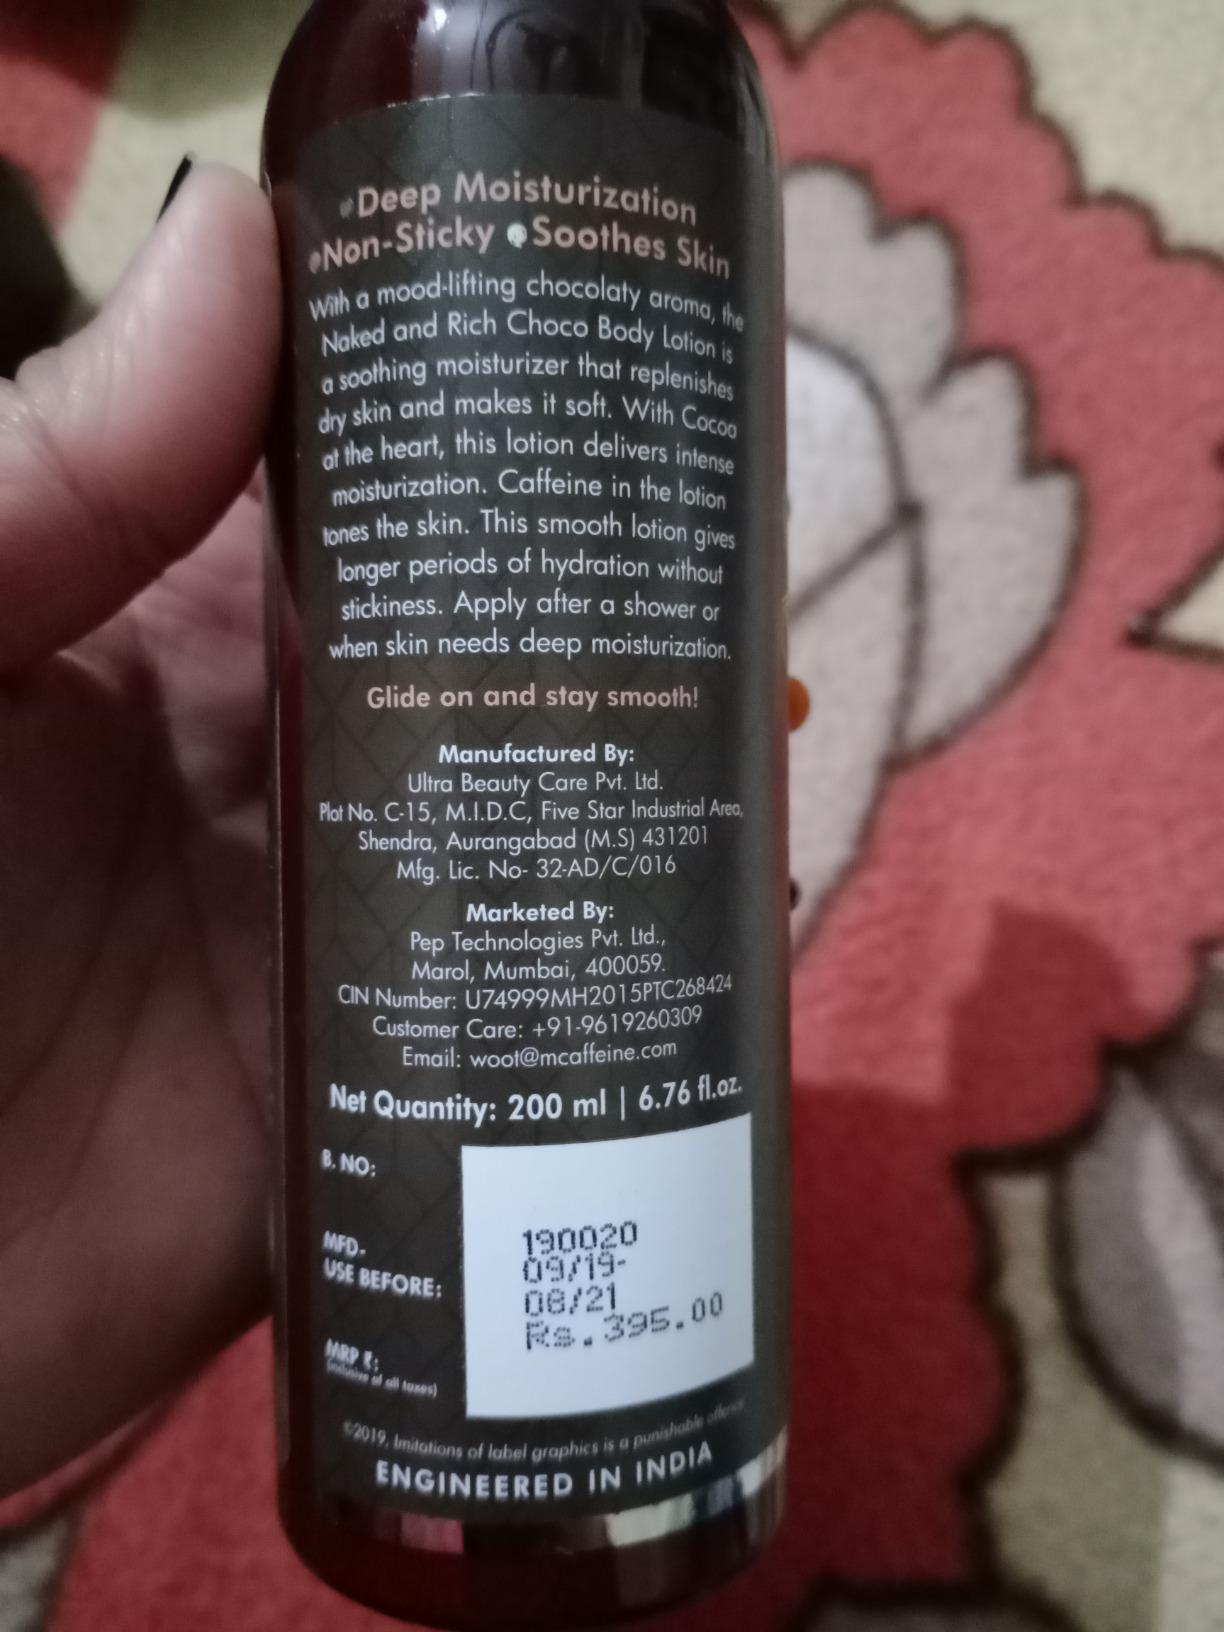 Deep Moisturization
Non-Sticky Soothes Skin
With a mood-lifting chocolaty aroma, the
Naked and Rich Choco Body Lotion is
a soothing moisturizer that replenishes
dry skin and makes it soft. With Cocoa
at the heart, this lotion delivers intense
moisturization. Caffeine in the lotion
tones the skin. This smooth lotion gives
longer periods of hydration without
stickiness. Apply after a shower or
when skin needs deep moisturization.
Glide on and stay smooth!
Manufactured By:
Ultra Beauty Care Pvt. Ltd.
Plot No. C-15, M.I.D.C, Five Star Industrial Area,
Shendra, Aurangabad (M.S) 431201
Mfg. Lic. No- 32-AD/C/016
Marketed By:
Pep Technologies Pvt. Ltd.,
Marol, Mumbai, 400059.
CIN Number: U74999MH2015PTC268424
Customer Care: +91-9619260309
Email: woot@mcaffeine.com
Net Quantity: 200 ml | 6.76 fl.oz.
B. NO:
190020
MFD-
09/19-
USE BEFORE:
08/21
Rs.395.00
MRP ₹:
(inclusive of all taxes)
©2019, Imitations of label graphics is a punishable offence
ENGINEERED IN INDIA